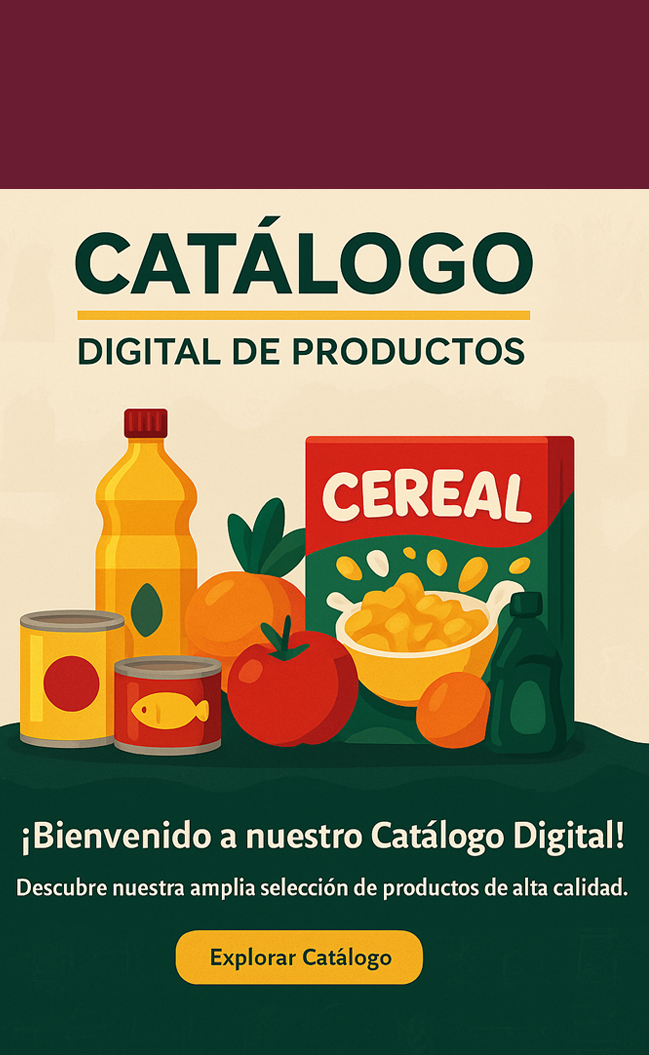 CATÁLOGO
DIGITAL DE PRODUCTOS
CEREAL
¡Bienvenido a nuestro Catálogo Digital!
Descubre nuestra amplia selección de productos de alta calidad.
Explorar Catálogo